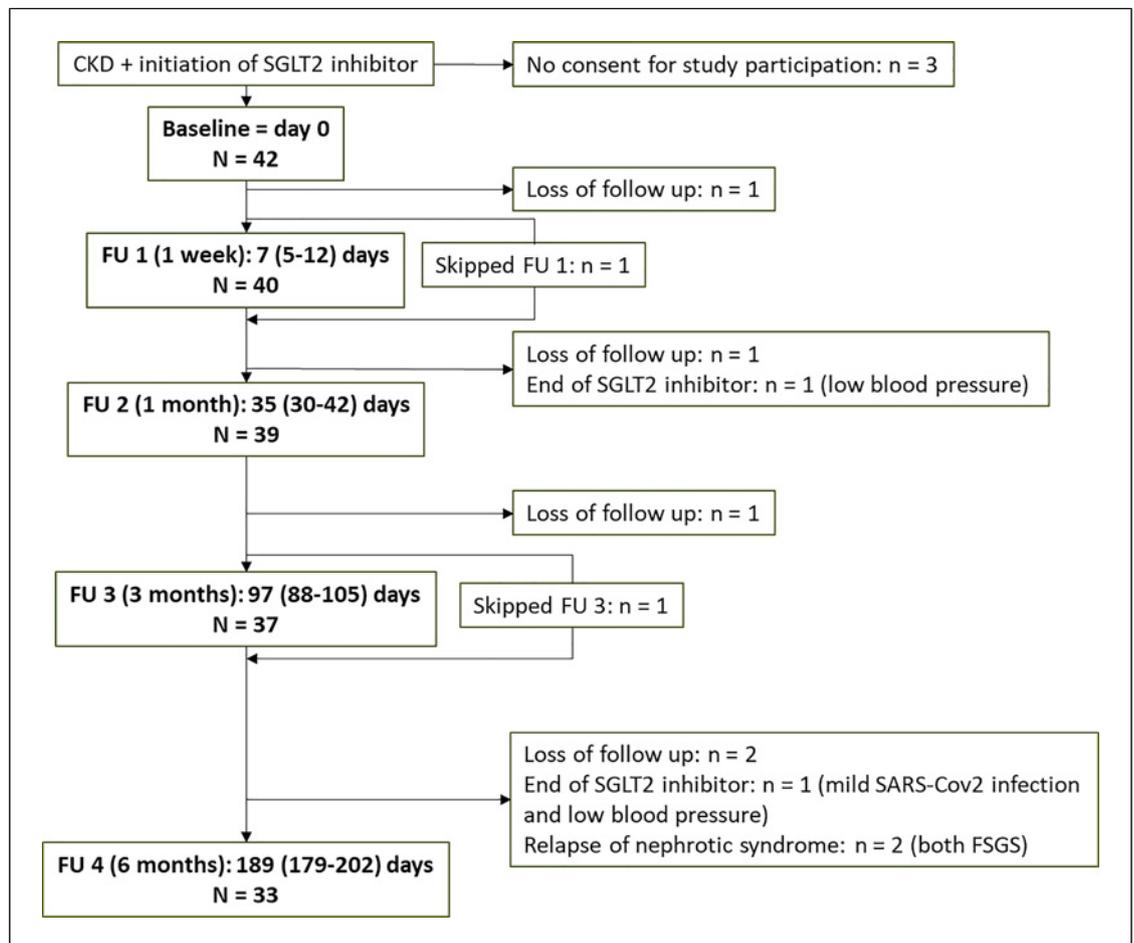 CKD + initiation of SGLT2 inhibitor
No consent for study participation: n = 3
Baseline = day 0
N = 42
Loss of follow up: n = 1
FU 1 (1 week): 7 (5-12) days
N = 40
Skipped FU 1: n = 1
Loss of follow up: n = 1
End of SGLT2 inhibitor: n = 1 (low blood pressure)
FU 2 (1 month): 35 (30-42) days
N = 39
Loss of follow up: n = 1
FU 3 (3 months): 97 (88-105) days
N = 37
Skipped FU 3: n = 1
Loss of follow up: n = 2
End of SGLT2 inhibitor: n = 1 (mild SARS-Cov2 infection
and low blood pressure)
Relapse of nephrotic syndrome: n = 2 (both FSGS)
FU 4 (6 months): 189 (179-202) days
N = 33